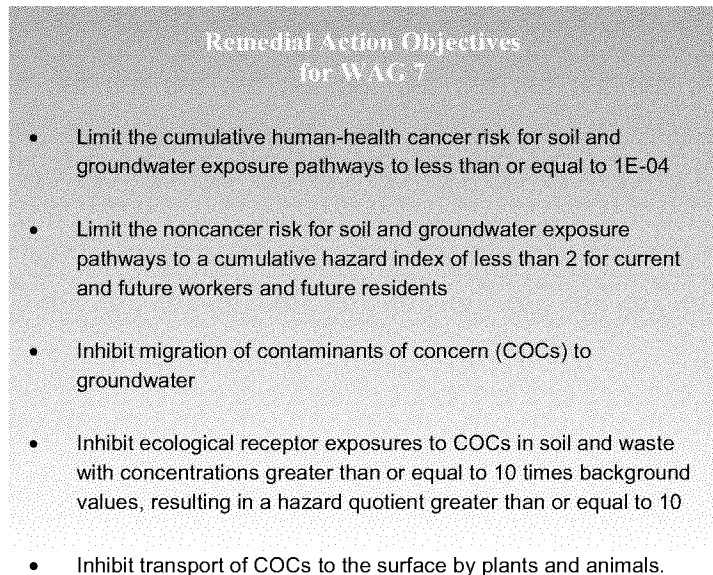 Remedial Action Objectives
for WAG 7
• Limit the cumulative human-health cancer risk for soil and
groundwater exposure pathways to less than or equal to 1E-04
• Limit the noncancer risk for soil and groundwater exposure
pathways to a cumulative hazard index of less than 2 for current
and future workers and future residents
• Inhibit migration of contaminants of concern (COCs) to
groundwater
• Inhibit ecological receptor exposures to COCs in soil and waste
with concentrations greater than or equal to 10 times background
values, resulting in a hazard quotient greater than or equal to 10
• Inhibit transport of COCs to the surface by plants and animals.